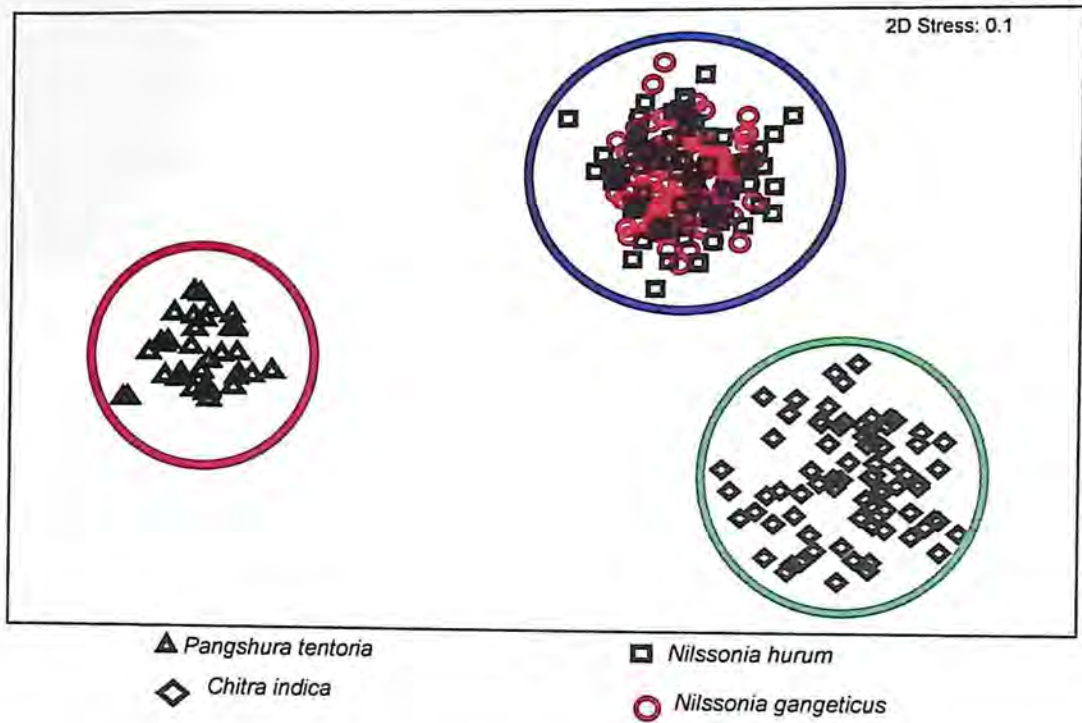 2D Stress: 0.1
Pangshura tentoria
Nilssonia hurum
Chitra indica
Nilssonia gangeticus